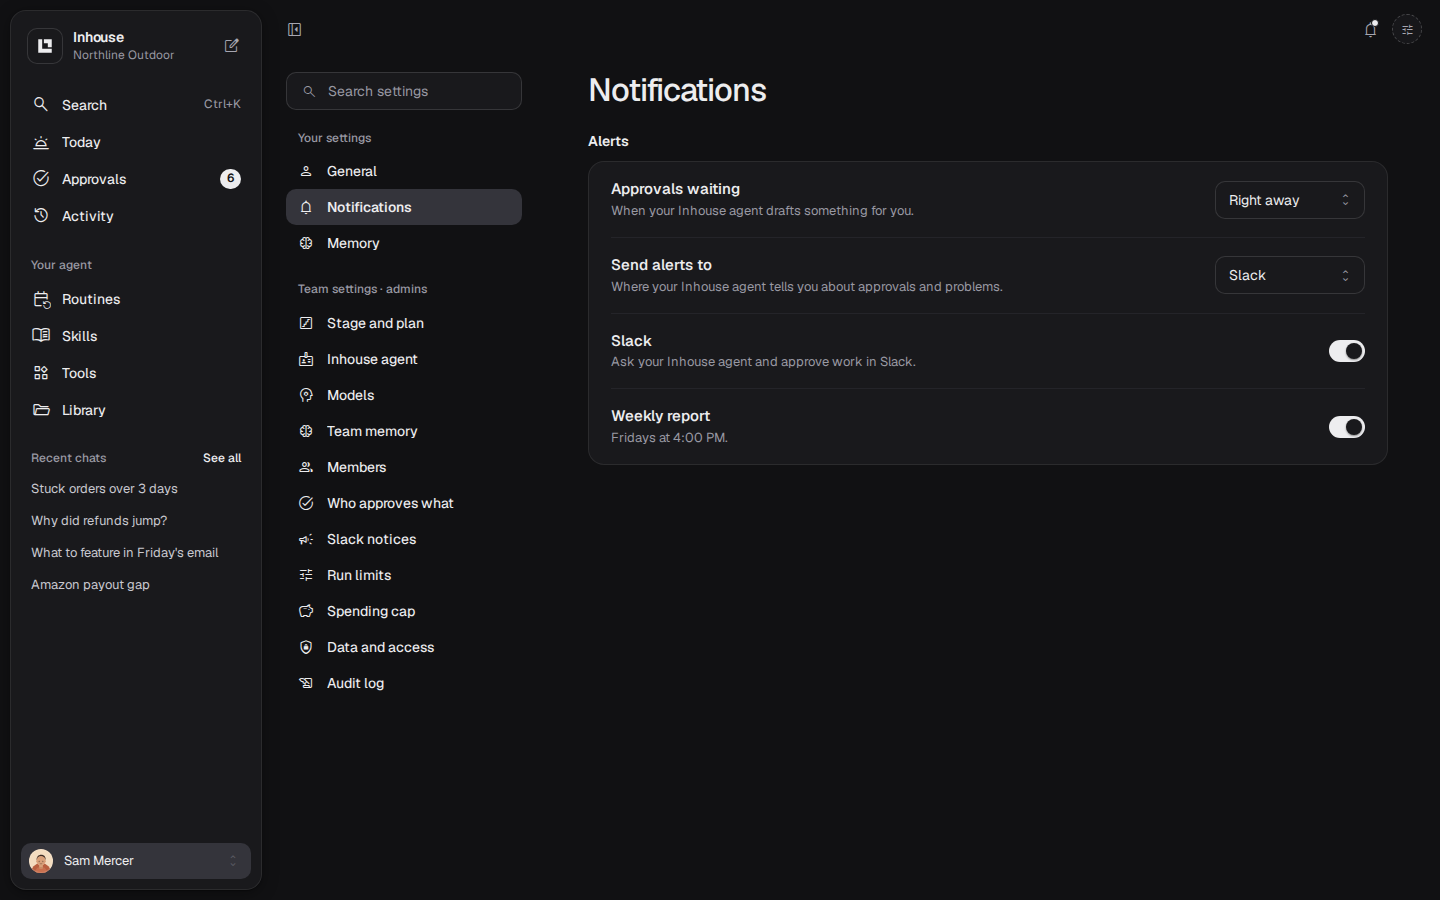 Inhouse
Northline Outdoor
Search Ctrl+K
Today
Approvals 6
Activity
Your agent
Routines
Skills
Tools
Library
Recent chats See all
Stuck orders over 3 days
Why did refunds jump?
What to feature in Friday's email
Amazon payout gap
Sam Mercer
Search settings
Your settings
General
Notifications
Memory
Team settings · admins
Stage and plan
Inhouse agent
Models
Team memory
Members
Who approves what
Slack notices
Run limits
Spending cap
Data and access
Audit log
Notifications
Alerts
Approvals waiting
When your Inhouse agent drafts something for you.
Right away
Send alerts to
Where your Inhouse agent tells you about approvals and problems.
Slack
Slack
Ask your Inhouse agent and approve work in Slack.
Weekly report
Fridays at 4:00 PM.